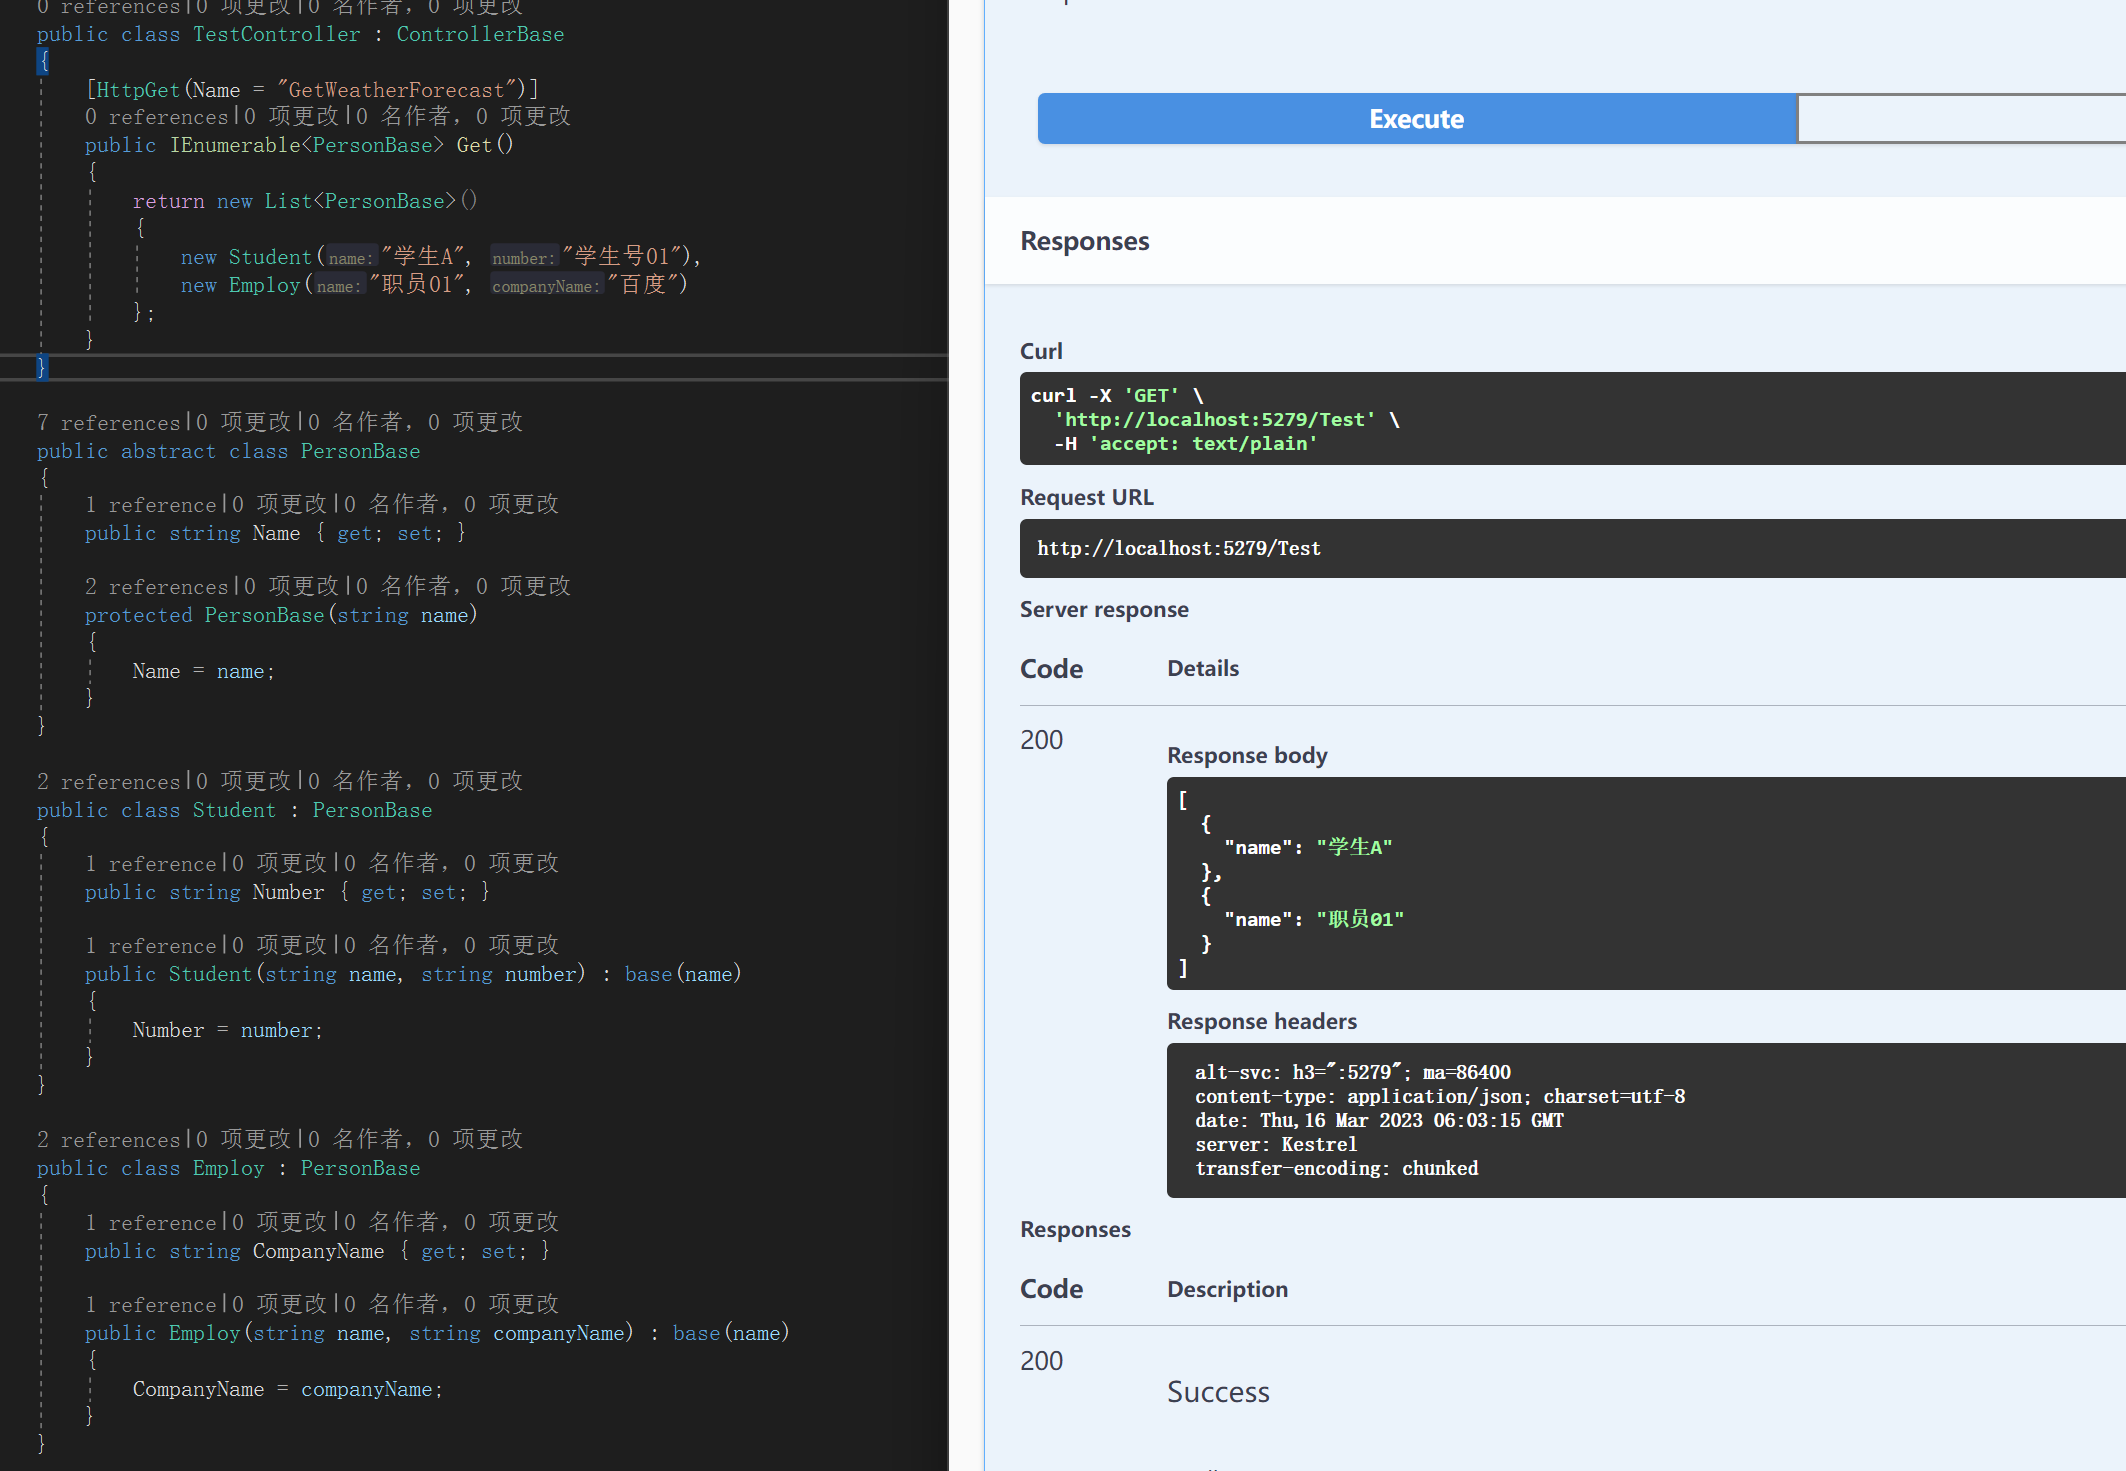 0 references|0 项更改|0 名作者，0 项更改
public class TestController : ControllerBase
{
[HttpGet(Name = "GetWeatherForecast")]
0 references|0 项更改|0 名作者，0 项更改
public IEnumerable<PersonBase> Get()
{
return new List<PersonBase>()
{
new Student(name: "学生A", number: "学生号01"),
new Employ(name: "职员01", companyName: "百度")
};
}
}
7 references|0 项更改|0 名作者，0 项更改
public abstract class PersonBase
{
1 reference|0 项更改|0 名作者，0 项更改
public string Name { get; set; }
2 references|0 项更改|0 名作者，0 项更改
protected PersonBase(string name)
{
Name = name;
}
}
2 references|0 项更改|0 名作者，0 项更改
public class Student : PersonBase
{
1 reference|0 项更改|0 名作者，0 项更改
public string Number { get; set; }
1 reference|0 项更改|0 名作者，0 项更改
public Student(string name, string number) : base(name)
{
Number = number;
}
}
2 references|0 项更改|0 名作者，0 项更改
public class Employ : PersonBase
{
1 reference|0 项更改|0 名作者，0 项更改
public string CompanyName { get; set; }
1 reference|0 项更改|0 名作者，0 项更改
public Employ(string name, string companyName) : base(name)
{
CompanyName = companyName;
}
}
Execute
Responses
Curl
curl -X 'GET' \
'http://localhost:5279/Test' \
-H 'accept: text/plain'
Request URL
http://localhost:5279/Test
Server response
Code Details
200
Response body
[
{
"name": "学生A"
},
{
"name": "职员01"
}
]
Response headers
alt-svc: h3=":5279"; ma=86400
content-type: application/json; charset=utf-8
date: Thu,16 Mar 2023 06:03:15 GMT
server: Kestrel
transfer-encoding: chunked
Responses
Code Description
200
Success